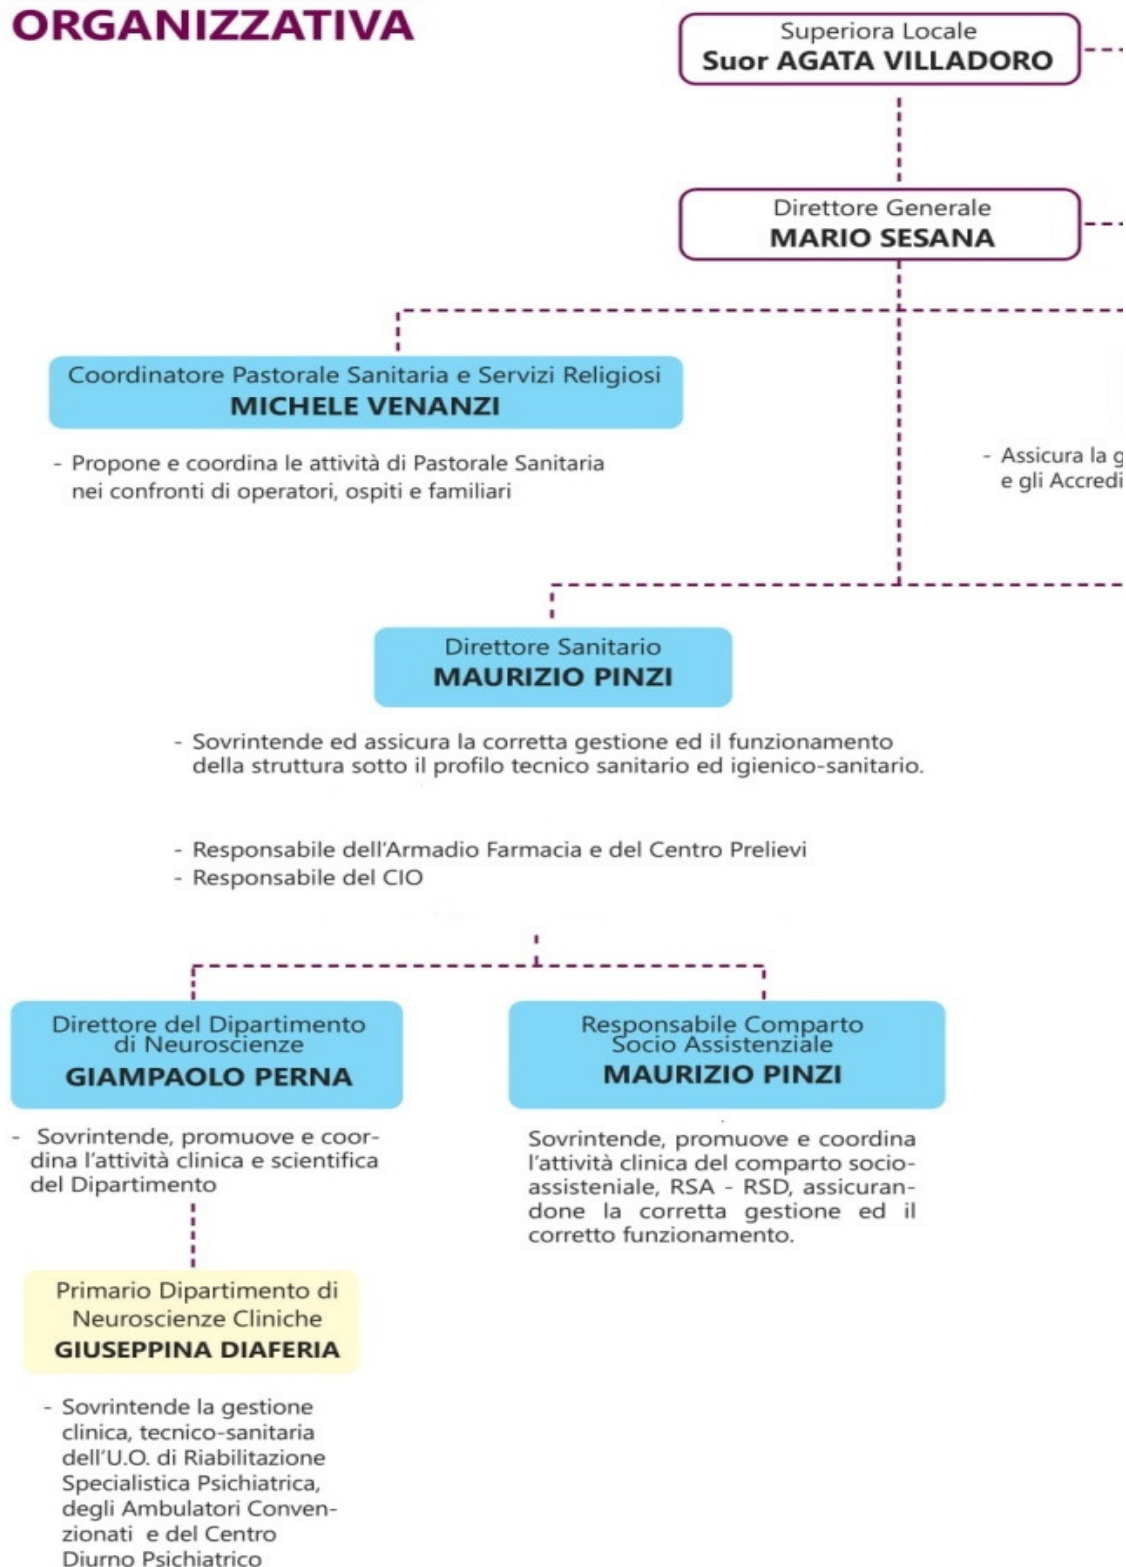 ORGANIZZATIVA
Superiora Locale
Suor AGATA VILLADORO
Direttore Generale
MARIO SESANA
Coordinatore Pastorale Sanitaria e Servizi Religiosi
MICHELE VENANZI
- Propone e coordina le attività di Pastorale Sanitaria
nei confronti di operatori, ospiti e familiari
- Assicura la g
e gli Accredi
Direttore Sanitario
MAURIZIO PINZI
- Sovrintende ed assicura la corretta gestione ed il funzionamento
della struttura sotto il profilo tecnico sanitario ed igienico-sanitario.
- Responsabile dell'Armadio Farmacia e del Centro Prelievi
- Responsabile del CIO
Direttore del Dipartimento
di Neuroscienze
GIAMPAOLO PERNA
- Sovrintende, promuove e coor-
dina l'attività clinica e scientifica
del Dipartimento
Responsabile Comparto
Socio Assistenziale
MAURIZIO PINZI
Sovrintende, promuove e coordina
l'attività clinica del comparto socio-
assisteniale, RSA - RSD, assicuran-
done la corretta gestione ed il
corretto funzionamento.
Primario Dipartimento di
Neuroscienze Cliniche
GIUSEPPINA DIAFERIA
- Sovrintende la gestione
clinica, tecnico-sanitaria
dell'U.O. di Riabilitazione
Specialistica Psichiatrica,
degli Ambulatori Conven-
zionati e del Centro
Diurno Psichiatrico